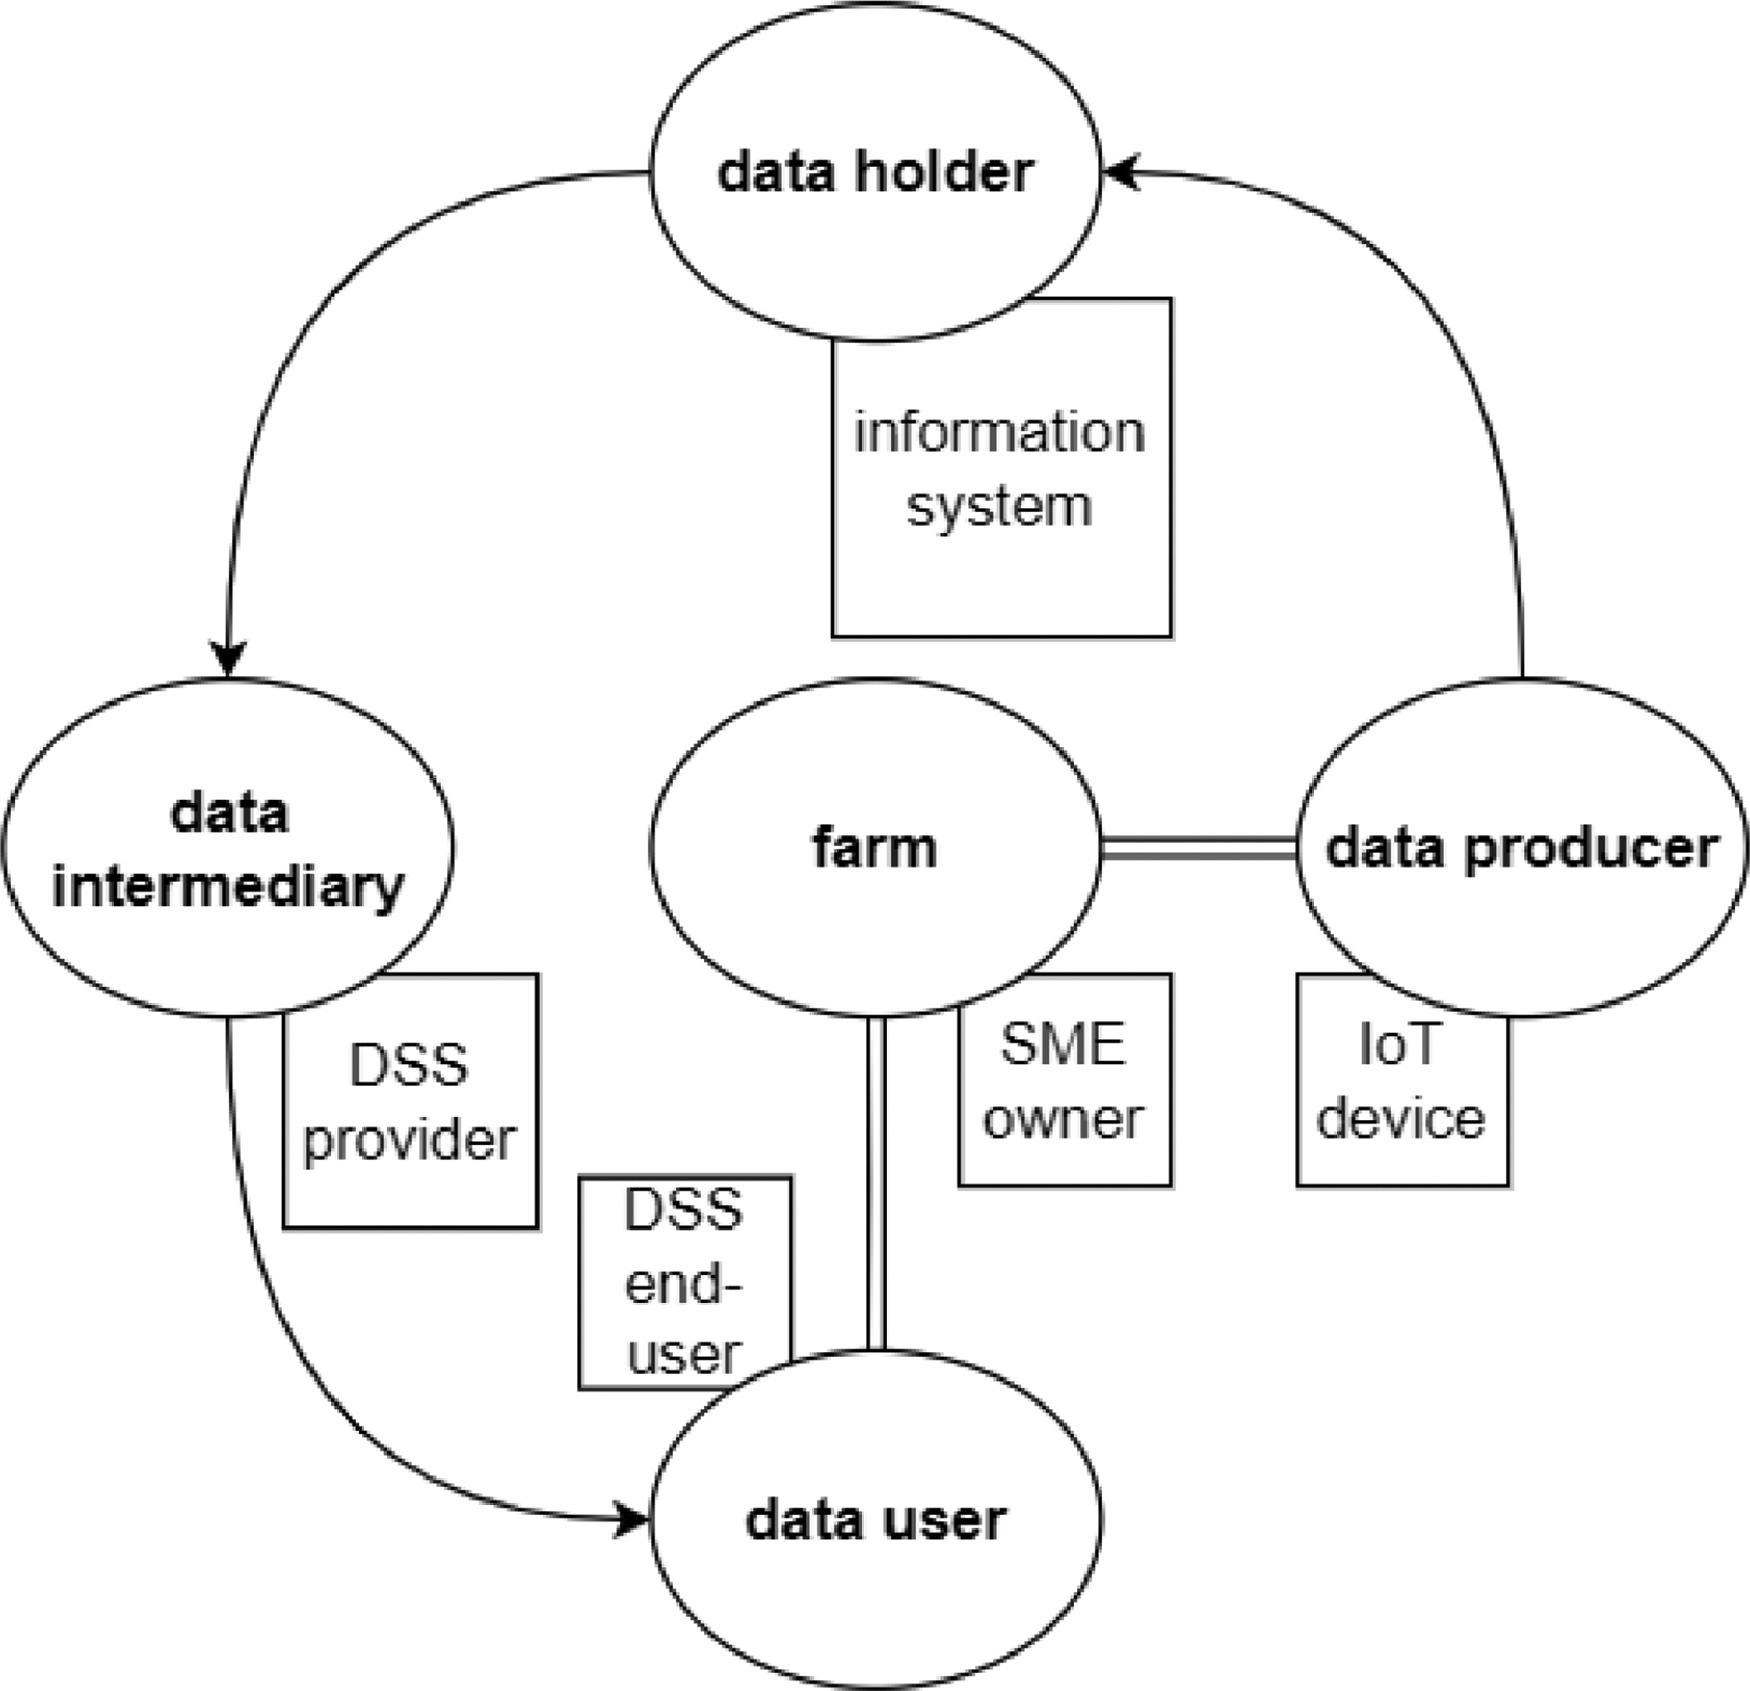 data holder
information
system
data
intermediary
farm
data producer
DSS
provider
SME
owner
IoT
device
DSS
end-
user
data user